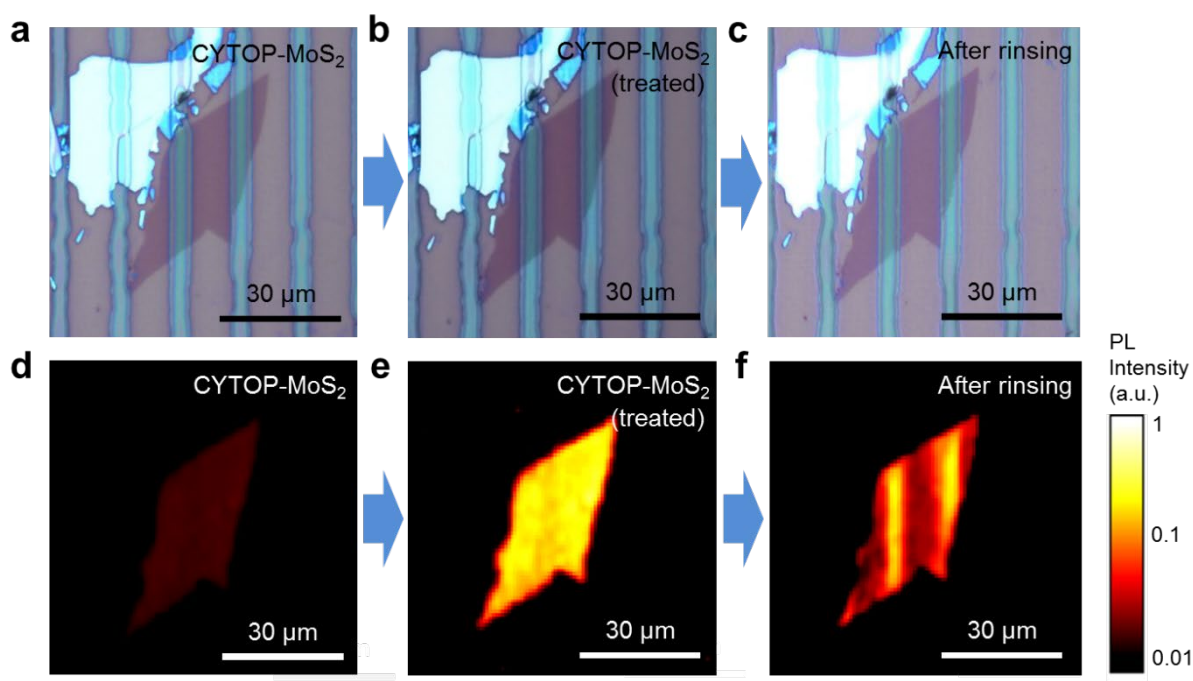 a
CYTOP-MoS₂
30 μm
b
CYTOP-MoS₂
(treated)
30 μm
c
After rinsing
30 μm
d
CYTOP-MoS₂
30 μm
e
CYTOP-MoS₂
(treated)
30 μm
f
After rinsing
30 μm
PL
Intensity
(a.u.)
1
0.1
0.01